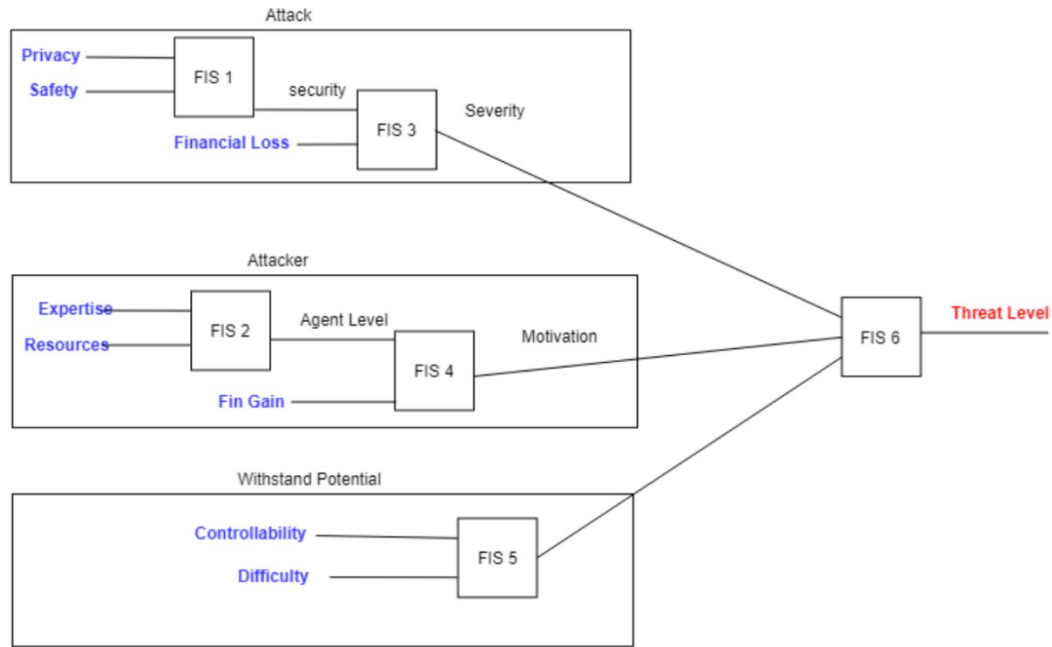 Attack
Privacy
Safety
FIS 1
security
Financial Loss
FIS 3
Severity
Attacker
Expertise
Resources
FIS 2
Agent Level
Fin Gain
FIS 4
Motivation
Withstand Potential
Controllability
Difficulty
FIS 5
FIS 6
Threat Level